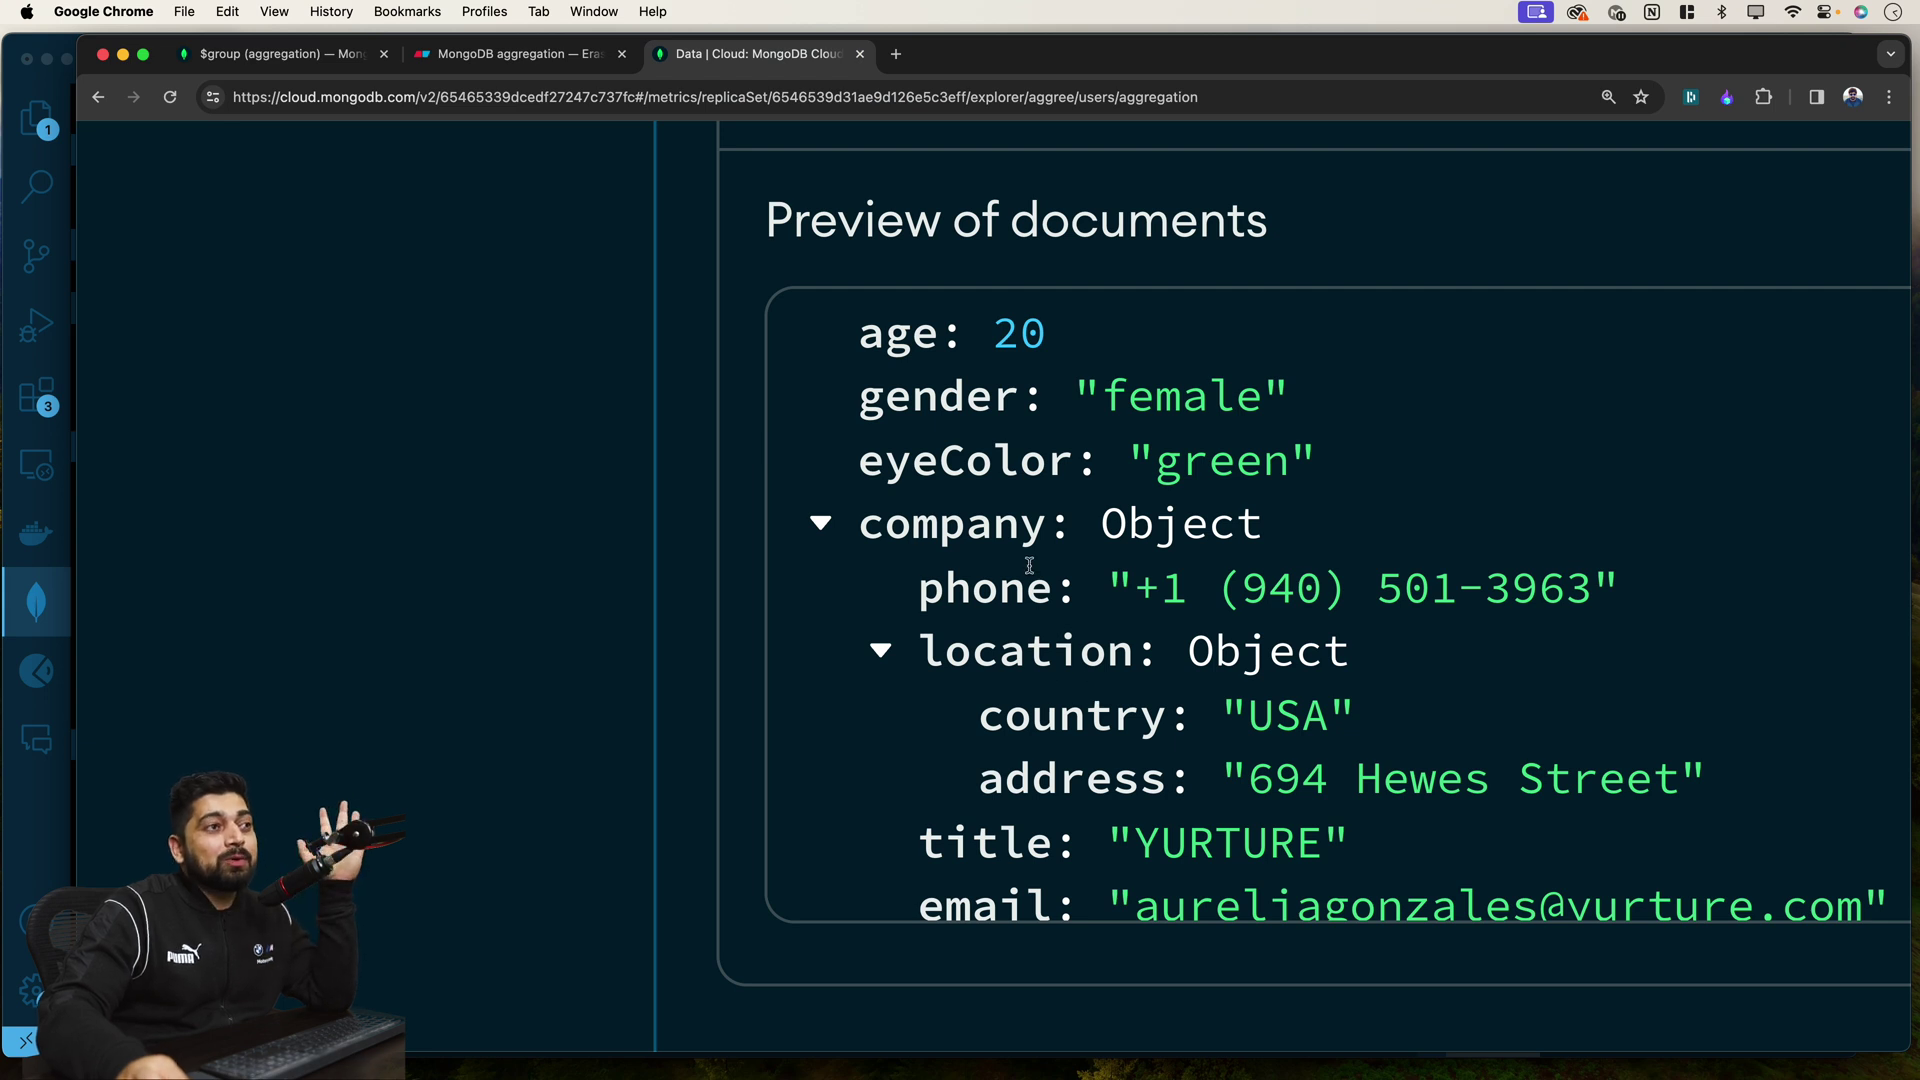 Google Chrome File Edit View History Bookmarks Profiles Tab Window Help
$group (aggregation) — Mon
MongoDB aggregation — Era
Data | Cloud: MongoDB Cloud
https://cloud.mongodb.com/v2/65465339dcedf27247c737fc#/metrics/replicaSet/6546539d31ae9d126e5c3eff/explorer/aggree/users/aggregation
1
3
Preview of documents
age: 20
gender: "female"
eyeColor: "green"
company: Object
phone: "+1 (940) 501-3963"
location: Object
country: "USA"
address: "694 Hewes Street"
title: "YURTURE"
email: "aureliagonzales@yurture.com"
PUMA